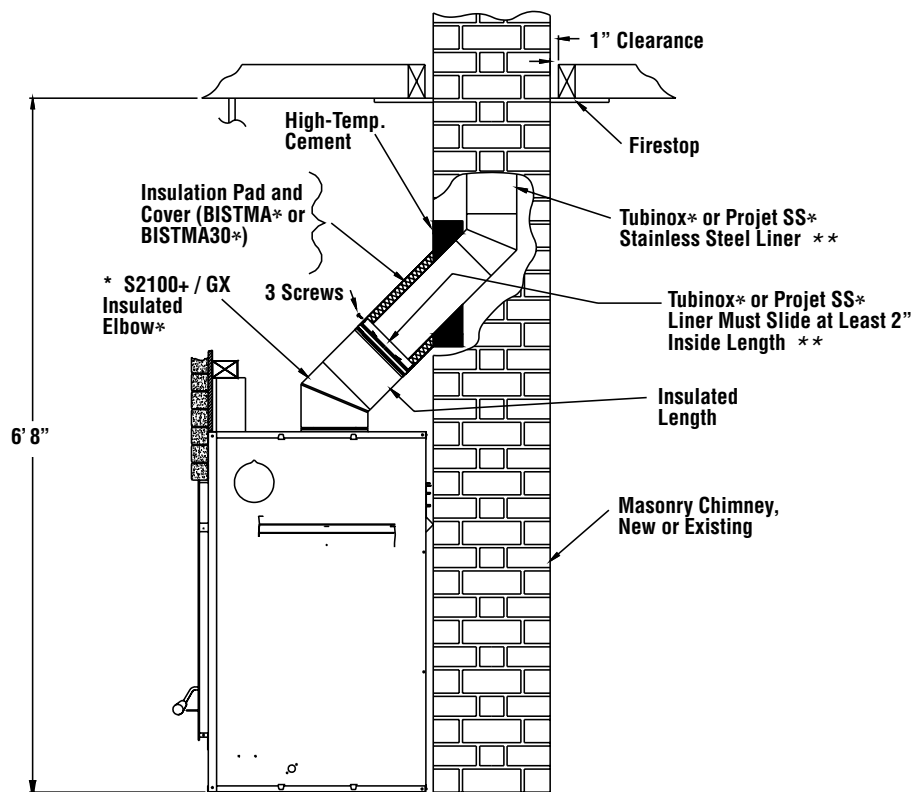 1” Clearance
High-Temp.
Cement
Firestop
Insulation Pad and
Cover (BISTMA* or
BISTMA30*)
Tubinox* or Projet SS*
Stainless Steel Liner **
* S2100+ / GX
Insulated
Elbow*
3 Screws
Tubinox* or Projet SS*
Liner Must Slide at Least 2”
Inside Length **
Insulated
Length
6’ 8”
Masonry Chimney,
New or Existing